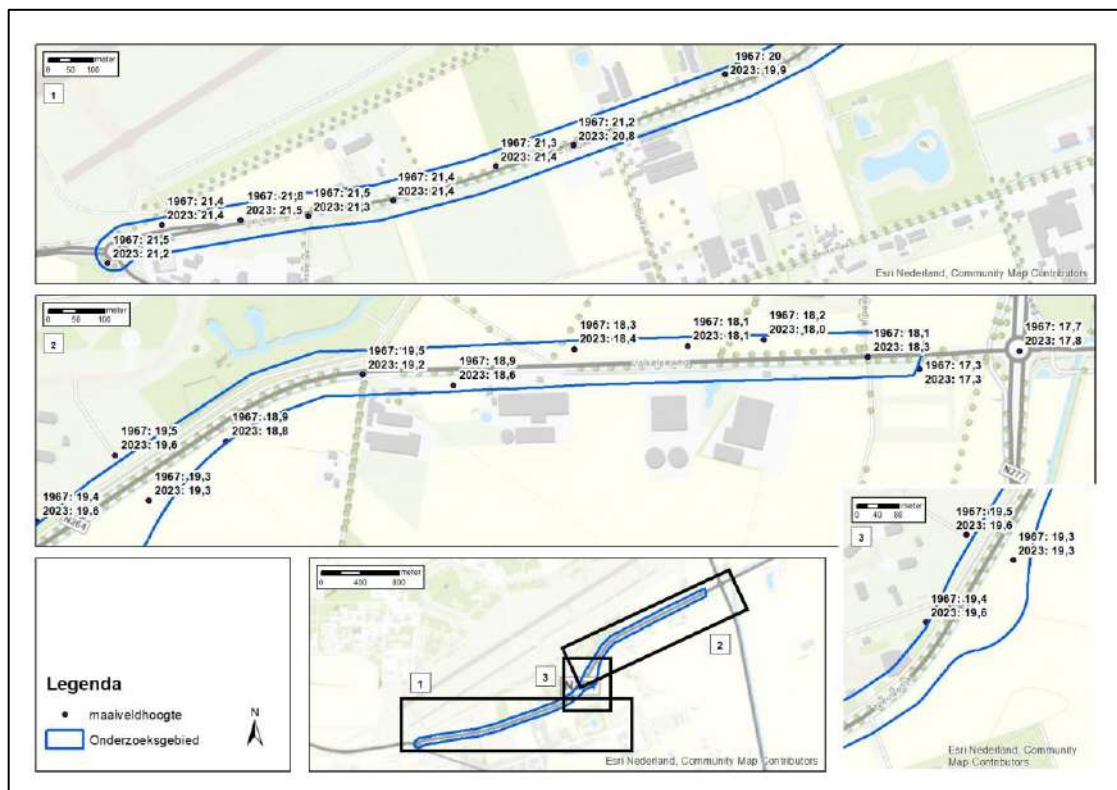 meter
0 50 100
1
1967: 20
2023: 19,9
1967: 21,2
2023: 20,8
1967: 21,3
2023: 21,4
1967: 21,4
2023: 21,4
1967: 21,5
2023: 21,3
1967: 21,8
2023: 21,5
1967: 21,4
2023: 21,4
1967: 21,5
2023: 21,2
Esri Nederland, Community Map Contributors
meter
0 50 100
2
1967: 19,5
2023: 19,2
1967: 18,9
2023: 18,6
1967: 18,3
2023: 18,4
1967: 18,1
2023: 18,1
1967: 18,2
2023: 18,0
1967: 18,1
2023: 18,3
1967: 17,3
2023: 17,3
1967: 17,7
2023: 17,8
1967: 18,9
2023: 18,8
1967: 19,5
2023: 19,6
1967: 19,3
2023: 19,3
1967: 19,4
2023: 19,6
N264
N277
meter
0 40 80
3
1967: 19,5
2023: 19,6
1967: 19,3
2023: 19,3
1967: 19,4
2023: 19,6
Esri Nederland, Community
Map Contributors
Legenda
maaiveldhoogte
Onderzoeksgebied
N
meter
0 400 800
1
2
3
Esri Nederland, Community Map Contributors